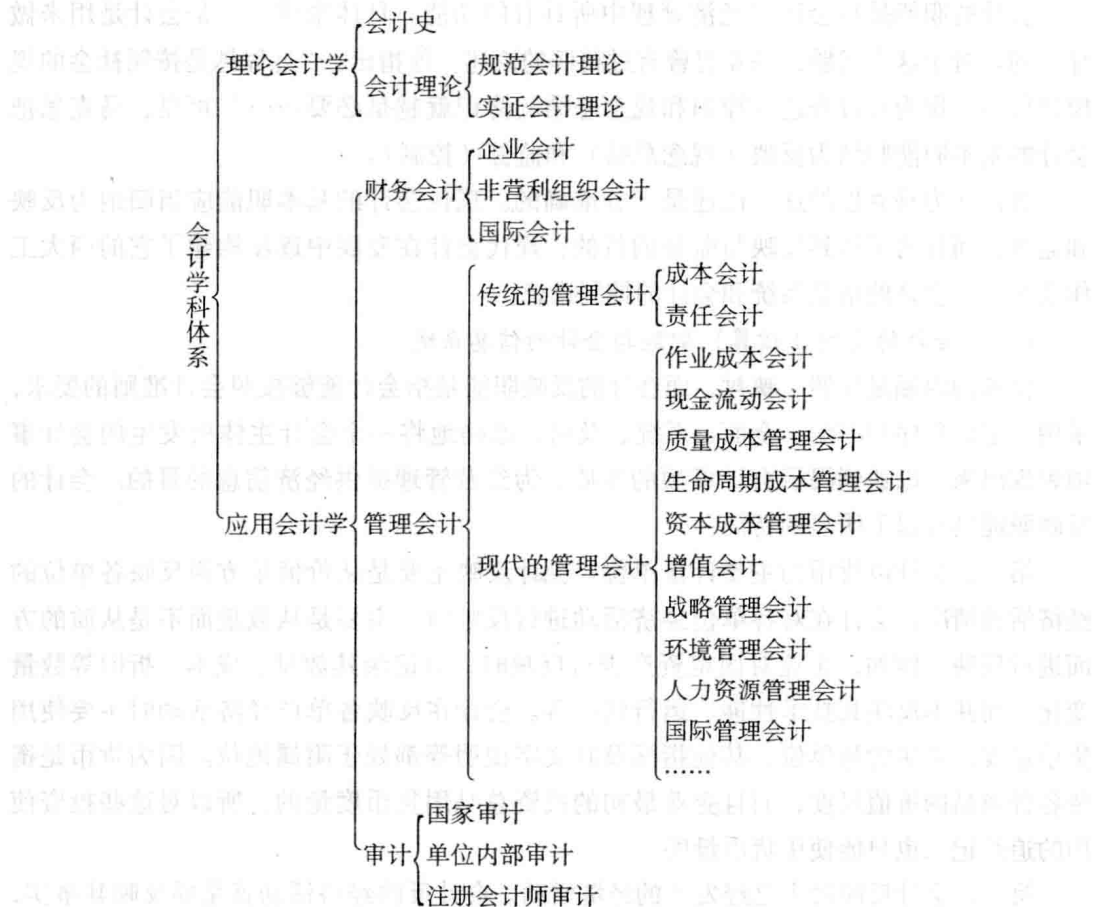 会计学科体系
理论会计学
会计史
会计理论
规范会计理论
实证会计理论
应用会计学
财务会计
企业会计
非营利组织会计
国际会计
管理会计
传统的管理会计
成本会计
责任会计
现代的管理会计
作业成本会计
现金流动会计
质量成本管理会计
生命周期成本管理会计
资本成本管理会计
增值会计
战略管理会计
环境管理会计
人力资源管理会计
国际管理会计
……
审计
国家审计
单位内部审计
注册会计师审计